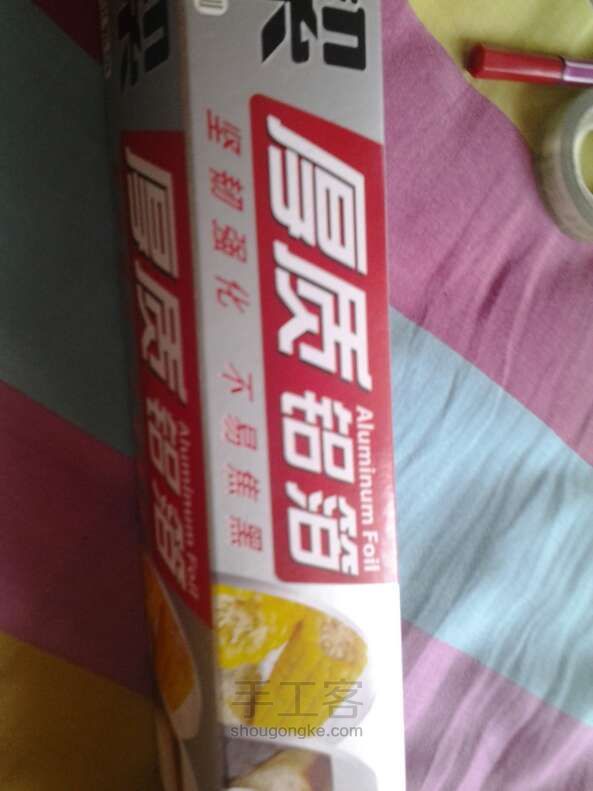 厚质铝箔
Aluminum Foil
坚韧强化 不易焦黑
厚质铝箔
Aluminum Foil
手工客
shougongke.com